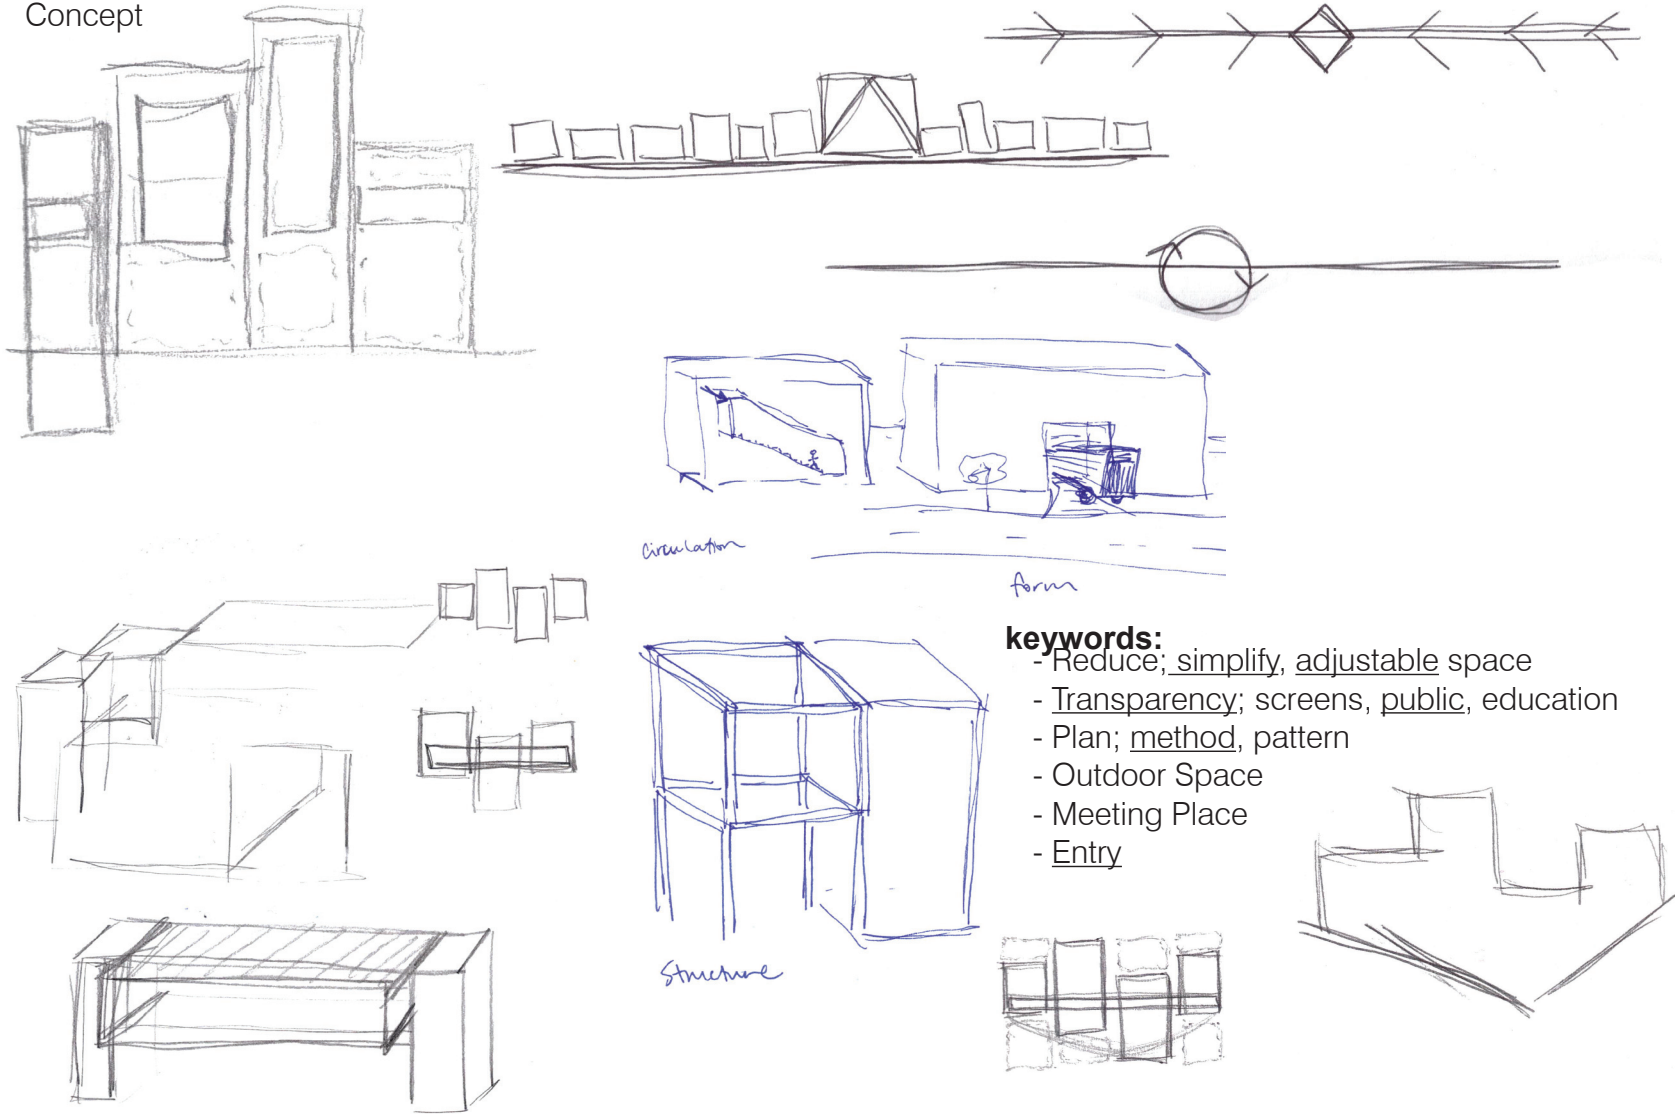 Concept
circulation
form
keywords:
- Reduce; simplify, adjustable space
- Transparency; screens, public, education
- Plan; method, pattern
- Outdoor Space
- Meeting Place
- Entry
Structure